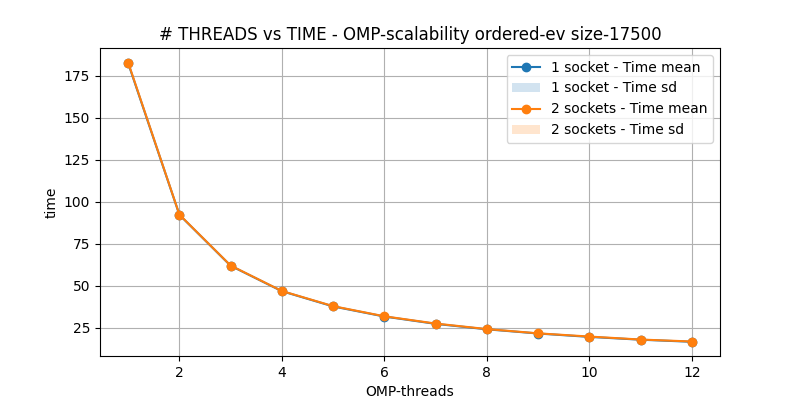 # THREADS vs TIME - OMP-scalability ordered-ev size-17500
1 socket - Time mean
1 socket - Time sd
2 sockets - Time mean
2 sockets - Time sd
time
175
150
125
100
75
50
25
2 4 6 8 10 12
OMP-threads